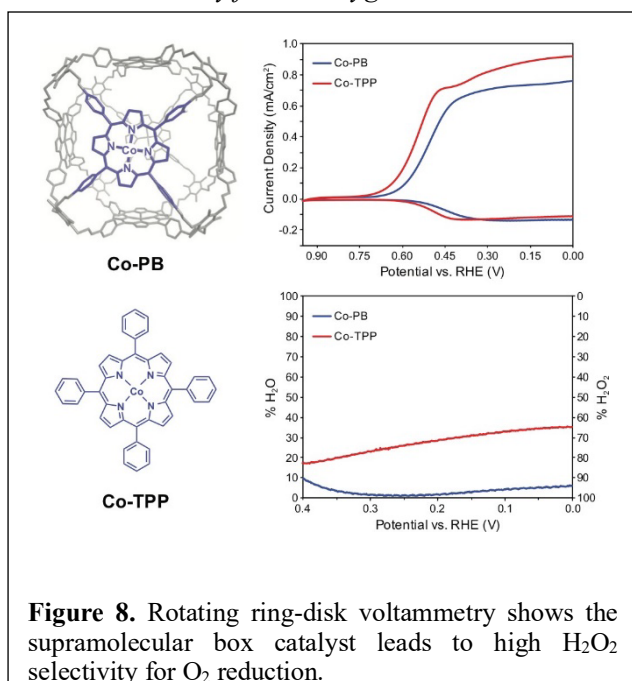 Co-PB
Co-TPP
Current Density (mA/cm²)
1.0
0.8
0.6
0.4
0.2
0.0
-0.2
0.90
0.75
0.60
0.45
0.30
0.15
0.00
Potential vs. RHE (V)
N
N
Co
N
N
Co-PB
Co-PB
Co-TPP
% H₂O
100
90
80
70
60
50
40
30
20
10
0
% H₂O₂
0
10
20
30
40
50
60
70
80
90
100
0.4
0.3
0.2
0.1
0.0
Potential vs. RHE (V)
N
N
Co
N
N
Co-TPP
Figure 8. Rotating ring-disk voltammetry shows the
supramolecular box catalyst leads to high H₂O₂
selectivity for O₂ reduction.